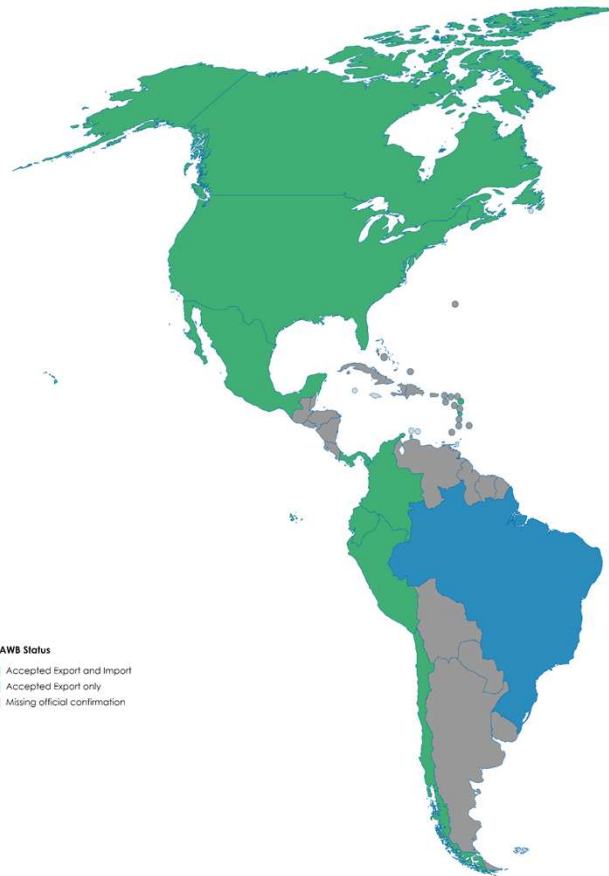 AWB Status
Accepted Export and Import
Accepted Export only
Missing official confirmation